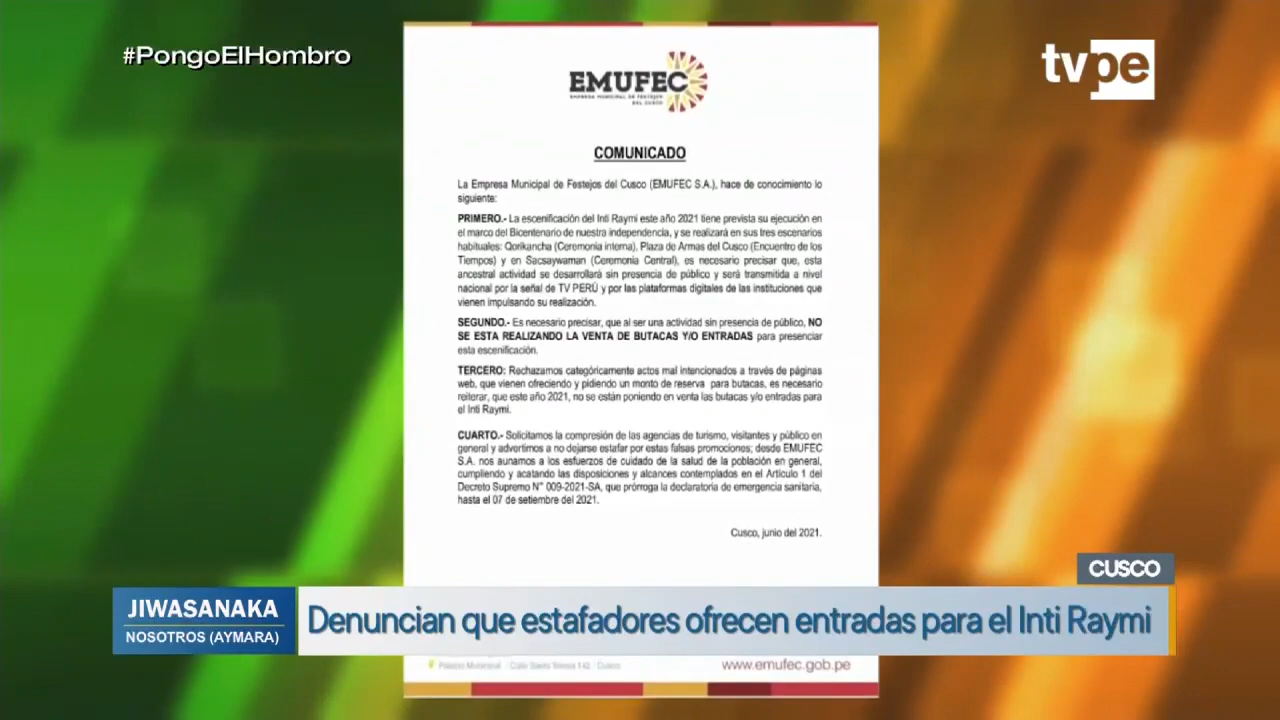 #PongoElHombro
tvpe
EMUFEC
EMPRESA MUNICIPAL DE FESTEJOS
DEL CUSCO
COMUNICADO
La Empresa Municipal de Festejos del Cusco (EMUFEC S.A.), hace de conocimiento lo
siguiente:
PRIMERO.- La escenificación del Inti Raymi este año 2021 tiene prevista su ejecución en
el marco del Bicentenario de nuestra independencia, y se realizará en sus tres escenarios
habituales: Qorikancha (Ceremonia interna), Plaza de Armas del Cusco (Encuentro de los
Tiempos) y en Sacsaywaman (Ceremonia Central), es necesario precisar que, esta
ancestral actividad se desarrollará sin presencia de público y será transmitida a nivel
nacional por la señal de TV PERÚ y por las plataformas digitales de las instituciones que
vienen impulsando su realización.
SEGUNDO.- Es necesario precisar, que al ser una actividad sin presencia de público, NO
SE ESTA REALIZANDO LA VENTA DE BUTACAS Y/O ENTRADAS para presenciar
esta escenificación.
TERCERO: Rechazamos categóricamente actos mal intencionados a través de páginas
web, que vienen ofreciendo y pidiendo un monto de reserva para butacas, es necesario
reiterar, que este año 2021, no se están poniendo en venta las butacas y/o entradas para
el Inti Raymi.
CUARTO.- Solicitamos la compresión de las agencias de turismo, visitantes y público en
general y advertimos a no dejarse estafar por estas falsas promociones; desde EMUFEC
S.A. nos aunamos a los esfuerzos de cuidado de la salud de la población en general,
cumpliendo y acatando las disposiciones y alcances contemplados en el Artículo 1 del
Decreto Supremo N° 009-2021-SA, que prórroga la declaratoria de emergencia sanitaria,
hasta el 07 de setiembre del 2021.
Cusco, junio del 2021.
CUSCO
JIWASANAKA
NOSOTROS (AYMARA)
Denuncian que estafadores ofrecen entradas para el Inti Raymi
Palacio Municipal - Calle Santa Teresa 142 - Cusco
www.emufec.gob.pe